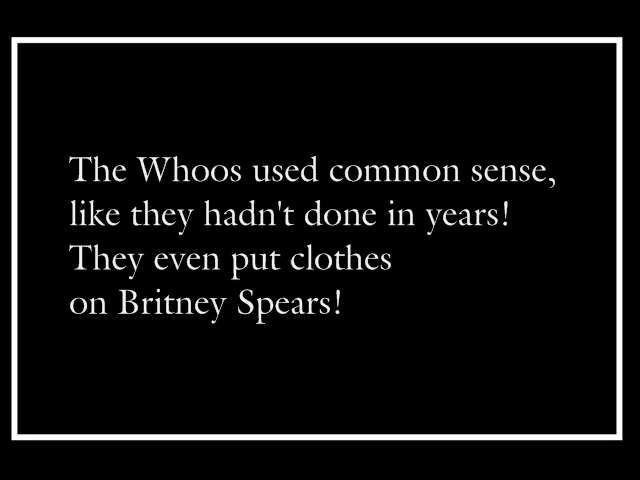 The Whoos used common sense,
like they hadn't done in years!
They even put clothes
on Britney Spears!